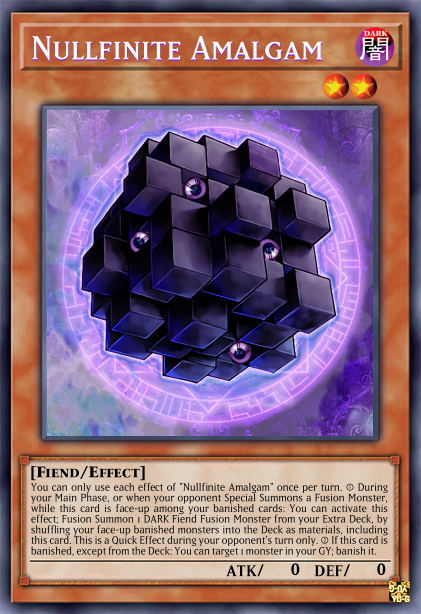 NULLFINITE AMALGAM
DARK
闇
[FIEND/EFFECT]
You can only use each effect of "Nullfinite Amalgam" once per turn. ① During
your Main Phase, or when your opponent Special Summons a Fusion Monster,
while this card is face-up among your banished cards: You can activate this
effect; Fusion Summon 1 DARK Fiend Fusion Monster from your Extra Deck, by
shuffling your face-up banished monsters into the Deck as materials, including
this card. This is a Quick Effect during your opponent's turn only. ② If this card is
banished, except from the Deck: You can target 1 monster in your GY; banish it.
ATK/ 0 DEF/ 0